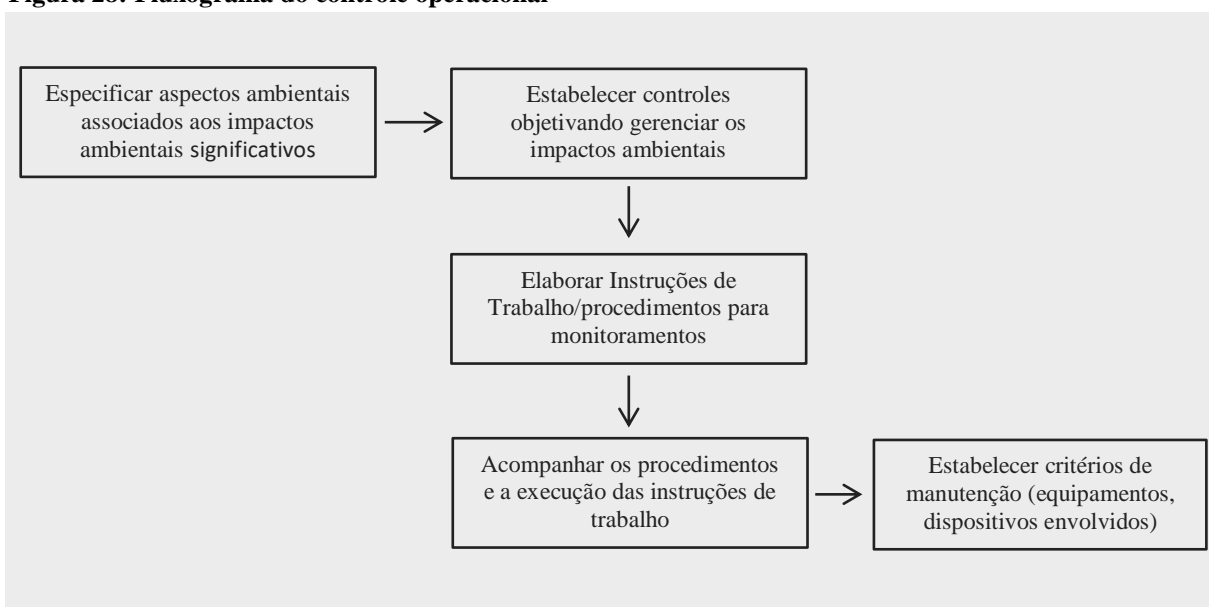 Figura 28: Fluxograma do controle operacional
Especificar aspectos ambientais
associados aos impactos
ambientais significativos
Estabelecer controles
objetivando gerenciar os
impactos ambientais
Elaborar Instruções de
Trabalho/procedimentos para
monitoramentos
Acompanhar os procedimentos
e a execução das instruções de
trabalho
Estabelecer critérios de
manutenção (equipamentos,
dispositivos envolvidos)